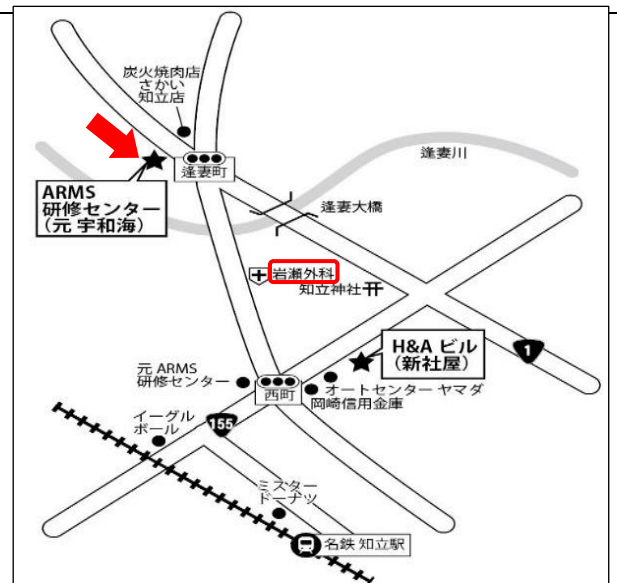 炭火焼肉店
さかい
知立店
逢妻町
ARMS
研修センター
(元 宇和海)
逢妻川
逢妻大橋
岩瀬外科
知立神社
H&A ビル
(新社屋)
1
元 ARMS
研修センター
西町
オートセンター ヤマダ
岡崎信用金庫
イーグル
ボール
155
ミスター
ドーナツ
名鉄 知立駅